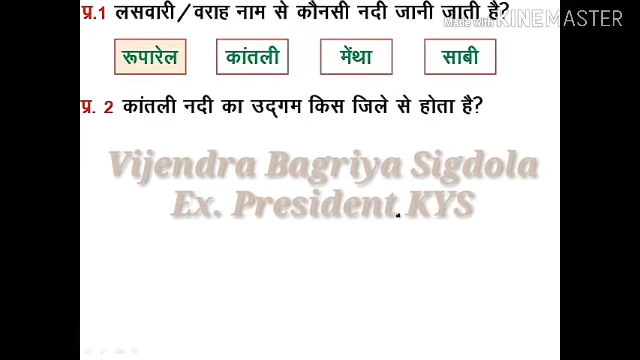 प्र.1 लसवारी/वराह नाम से कौनसी नदी जानी जाती है?
Made with KINEMASTER
रूपारेल कांतली मेंथा साबी
प्र. 2 कांतली नदी का उद्गम किस जिले से होता है?
Vijendra Bagriya Sigdola
Ex. President KYS